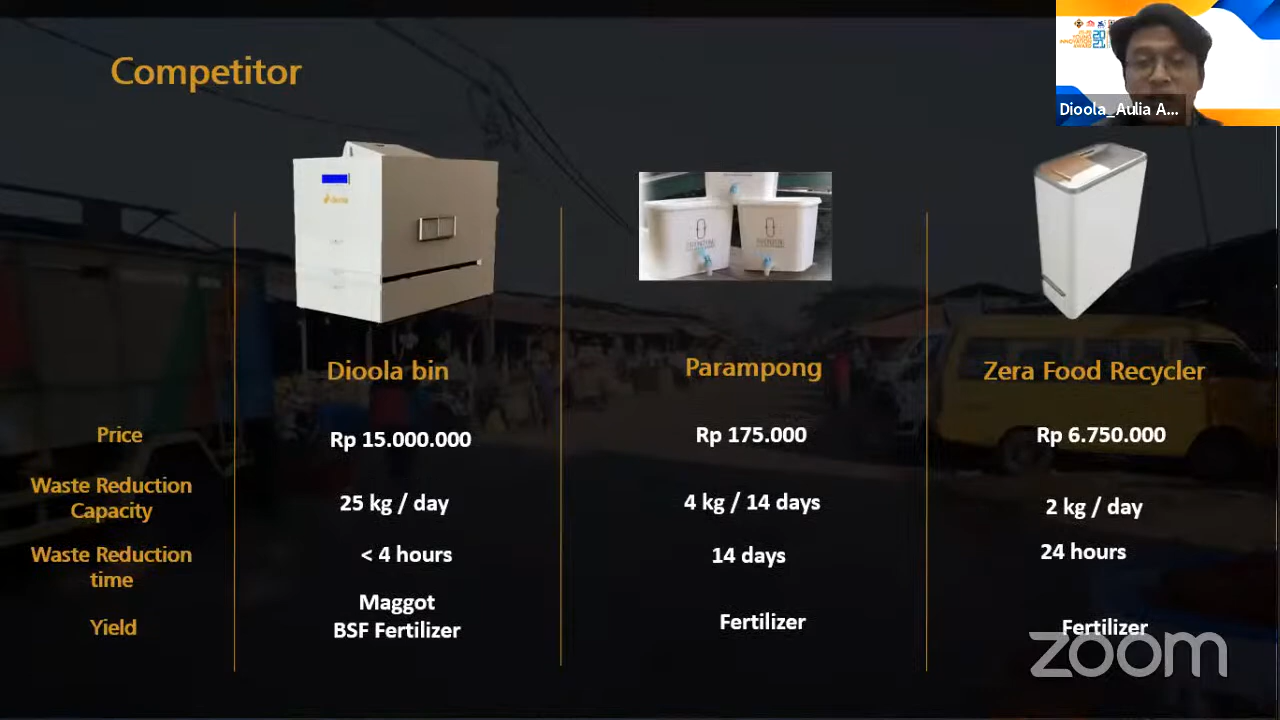 Competitor
Dioola_Aulia A...
Dioola bin
Parampong
Zera Food Recycler
Price
Rp 15.000.000
Rp 175.000
Rp 6.750.000
Waste Reduction
Capacity
25 kg / day
4 kg / 14 days
2 kg / day
Waste Reduction
time
< 4 hours
14 days
24 hours
Yield
Maggot
BSF Fertilizer
Fertilizer
Fertilizer
zoom